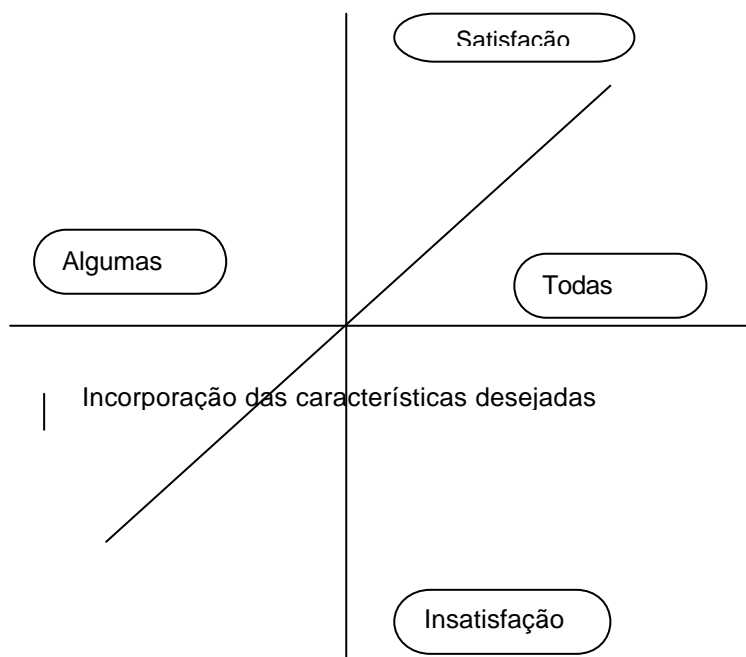 Satisfação
Algumas
Todas
Incorporação das características desejadas
Insatisfação